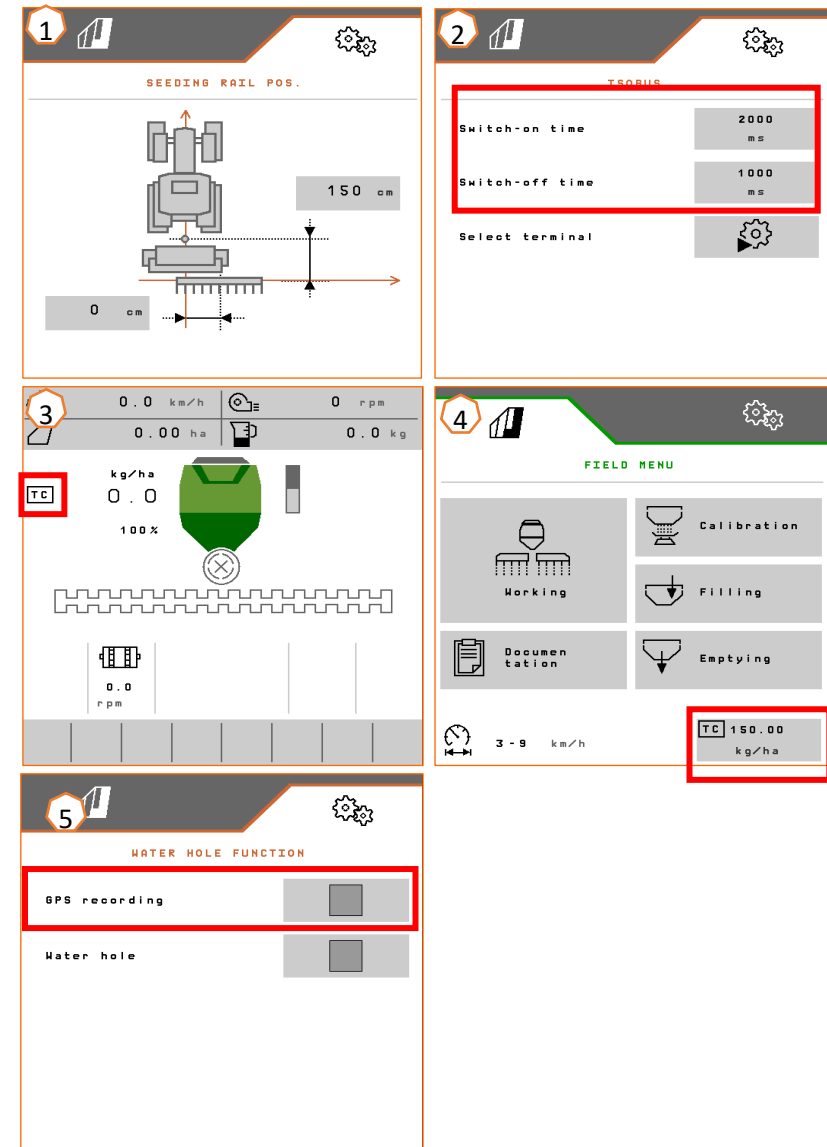 1
SEEDING RAIL POS.
150 cm
0 cm
2
ISOBUS
Switch-on time
2000
ms
Switch-off time
1000
ms
Select terminal
3
0.0 km/h
0 rpm
0.00 ha
0.0 kg
TC
kg/ha
0.0
100%
0.0
rpm
4
FIELD MENU
Working
Calibration
Filling
Documen
tation
Emptying
3-9 km/h
TC 150.00
kg/ha
5
WATER HOLE FUNCTION
GPS recording
Water hole